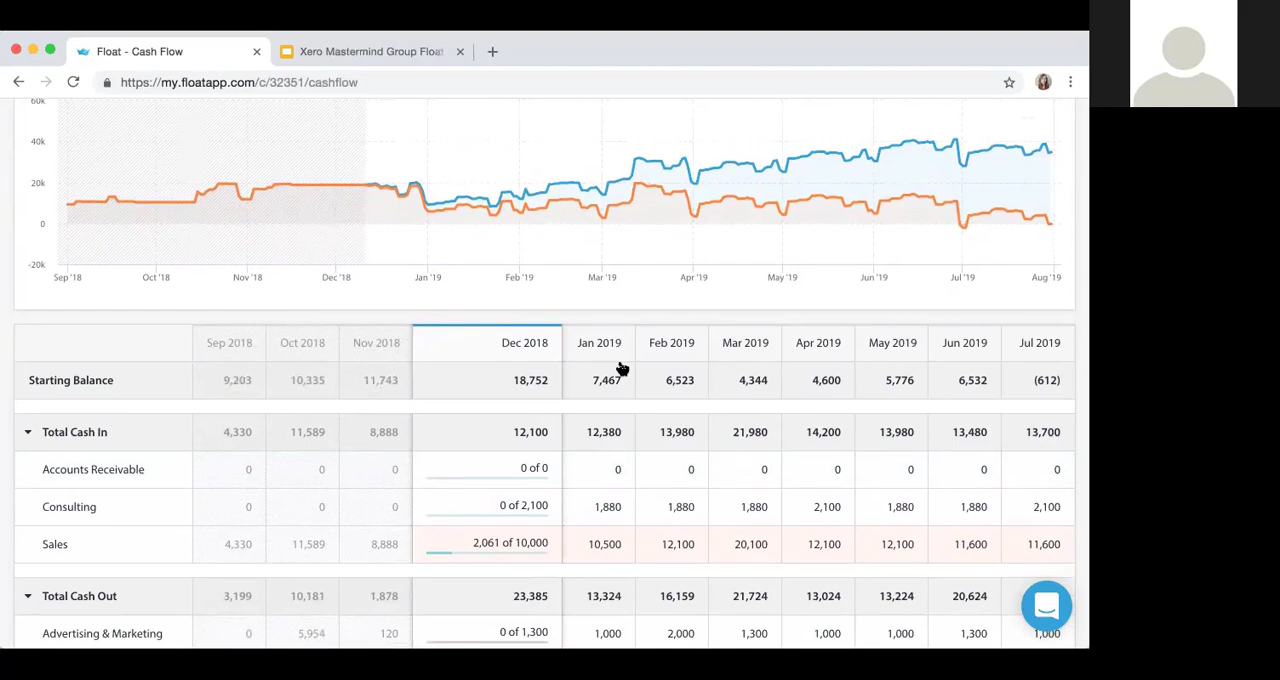 Float - Cash Flow
Xero Mastermind Group Float
https://my.floatapp.com/c/32351/cashflow
60k
40k
20k
0
-20k
Sep '18 Oct '18 Nov '18 Dec '18 Jan '19 Feb '19 Mar '19 Apr '19 May '19 Jun '19 Jul '19 Aug '19
Sep 2018 Oct 2018 Nov 2018 Dec 2018 Jan 2019 Feb 2019 Mar 2019 Apr 2019 May 2019 Jun 2019 Jul 2019
Starting Balance 9,203 10,335 11,743 18,752 7,467 6,523 4,344 4,600 5,776 6,532 (612)
Total Cash In 4,330 11,589 8,888 12,100 12,380 13,980 21,980 14,200 13,980 13,480 13,700
Accounts Receivable 0 0 0 0 of 0 0 0 0 0 0 0 0
Consulting 0 0 0 0 of 2,100 1,880 1,880 1,880 2,100 1,880 1,880 2,100
Sales 4,330 11,589 8,888 2,061 of 10,000 10,500 12,100 20,100 12,100 12,100 11,600 11,600
Total Cash Out 3,199 10,181 1,878 23,385 13,324 16,159 21,724 13,024 13,224 20,624
Advertising & Marketing 0 5,954 120 0 of 1,300 1,000 2,000 1,300 1,000 1,000 1,300 1,000